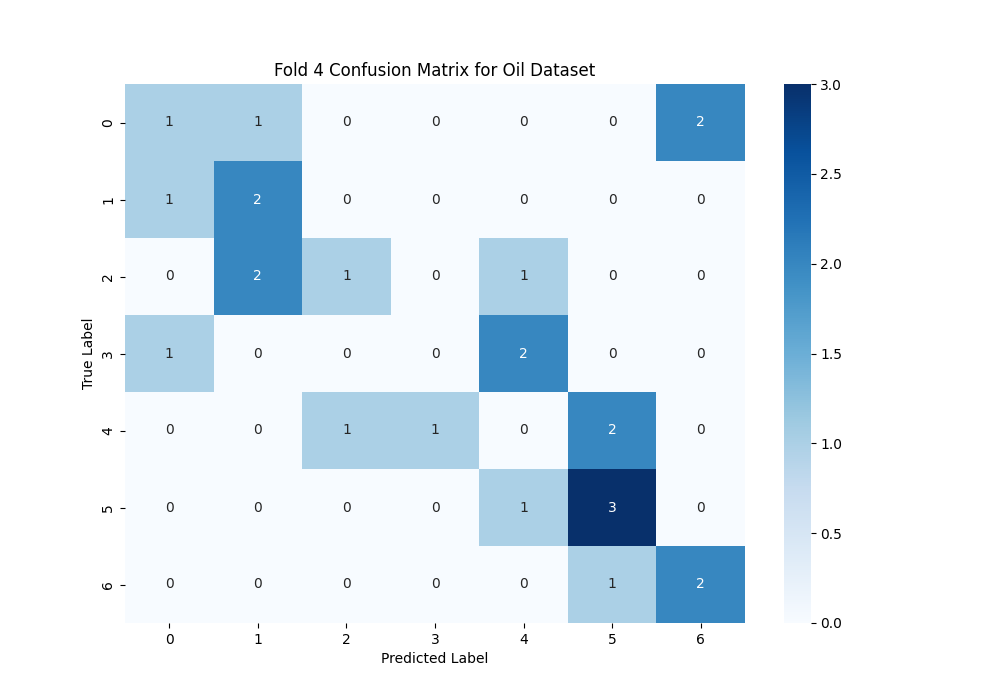 Fold 4 Confusion Matrix for Oil Dataset
0 1 1 0 0 0 0 2
1 1 2 0 0 0 0 0
2 0 2 1 0 1 0 0
3 1 0 0 0 2 0 0
4 0 0 1 1 0 2 0
5 0 0 0 0 1 3 0
6 0 0 0 0 0 1 2
0 1 2 3 4 5 6
True Label
Predicted Label
3.0
2.5
2.0
1.5
1.0
0.5
0.0